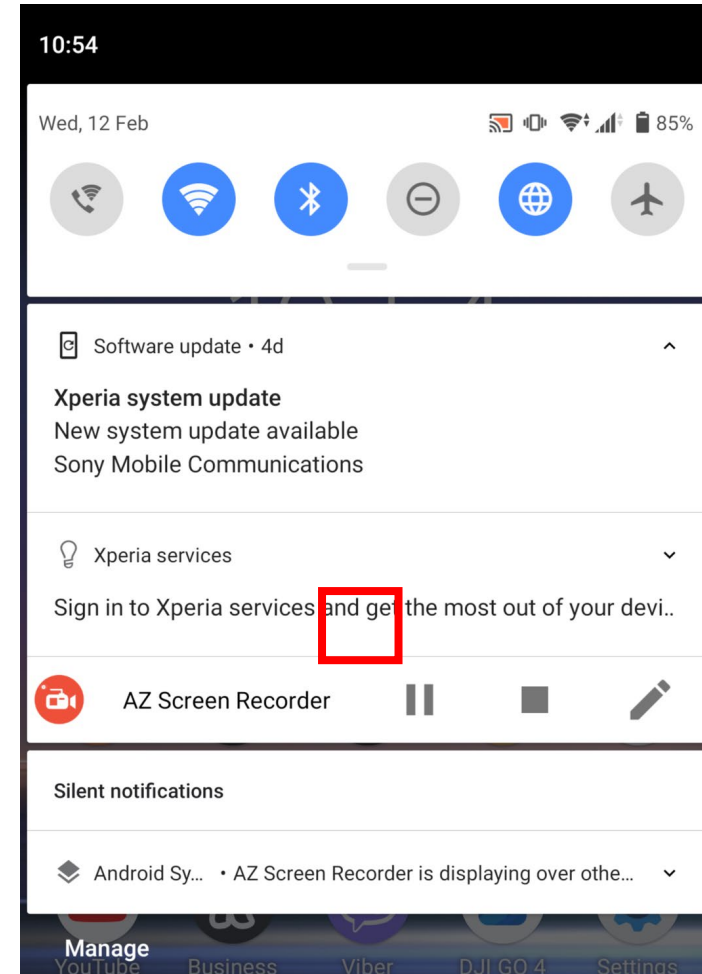 10:54
Wed, 12 Feb
85%
Software update • 4d
Xperia system update
New system update available
Sony Mobile Communications
Xperia services
Sign in to Xperia services and get the most out of your devi..
AZ Screen Recorder
Silent notifications
Android Sy... • AZ Screen Recorder is displaying over othe...
Manage
YouTube Business Viber DJI GO 4 Settings